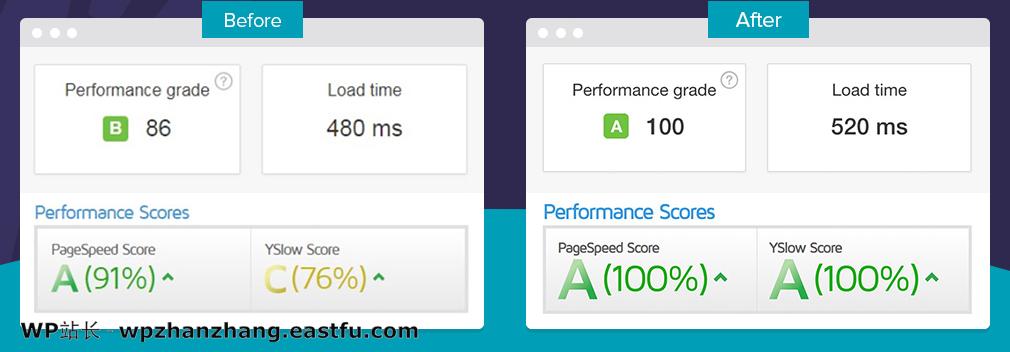 Before
Performance grade ?
B 86
Load time
480 ms
Performance Scores
PageSpeed Score
A (91%)
YSlow Score
C (76%)
After
Performance grade ?
A 100
Load time
520 ms
Performance Scores
PageSpeed Score
A (100%)
YSlow Score
A (100%)
WP站长--wpzhanzhang.eastfu.com